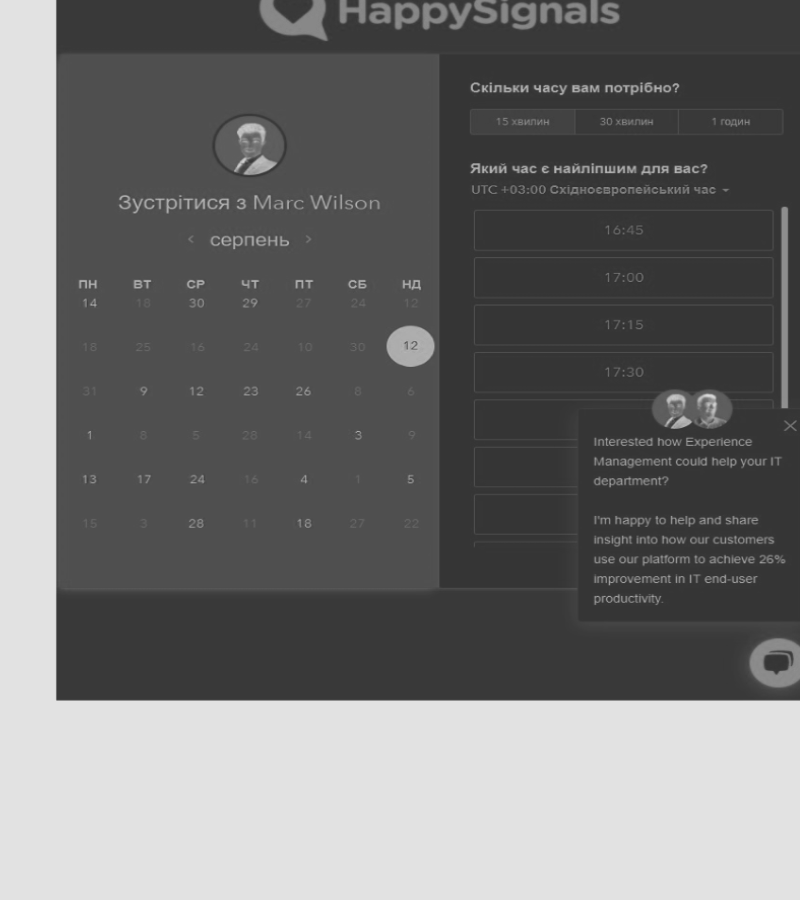 HappySignals
Зустрітися з Marc Wilson
серпень
ПН ВТ СР ЧТ ПТ СБ НД
14 18 30 29 27 24 12
18 25 16 24 10 30 12
31 9 12 23 26 8 6
1 8 5 28 14 3 9
13 17 24 16 4 1 5
15 3 28 11 18 27 22
Скільки часу вам потрібно?
15 хвилин 30 хвилин 1 годин
Який час є найліпшим для вас?
UTC +03:00 Східноєвропейський час
16:45
17:00
17:15
17:30
Interested how Experience
Management could help your IT
department?
I'm happy to help and share
insight into how our customers
use our platform to achieve 26%
improvement in IT end-user
productivity.